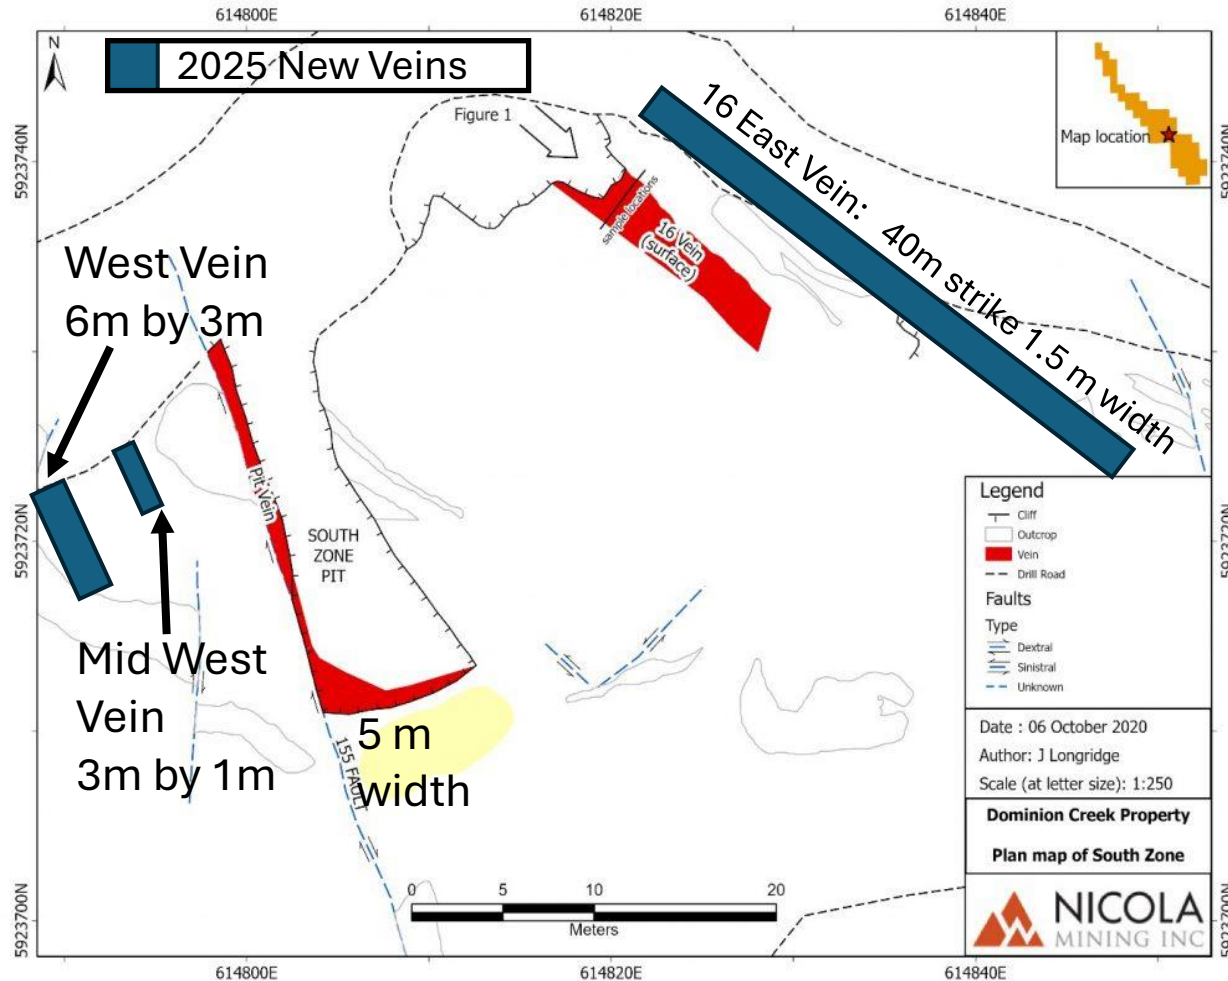 614800E
614820E
614840E
N
2025 New Veins
Figure 1
16 East Vein: 40m strike 1.5 m width
Map location
5923740N
5923740N
sample locations
16 Vein
(surface)
West Vein
6m by 3m
Pit Vein
SOUTH
ZONE
PIT
5923720N
5923720N
Mid West
Vein
3m by 1m
5 m
width
155 FAULT
Legend
Cliff
Outcrop
Vein
Drill Road
Faults
Type
Dextral
Sinistral
Unknown
Date : 06 October 2020
Author: J Longridge
Scale (at letter size): 1:250
Dominion Creek Property
Plan map of South Zone
NICOLA
MINING INC
0 5 10 20
Meters
5923700N
5923700N
614800E
614820E
614840E